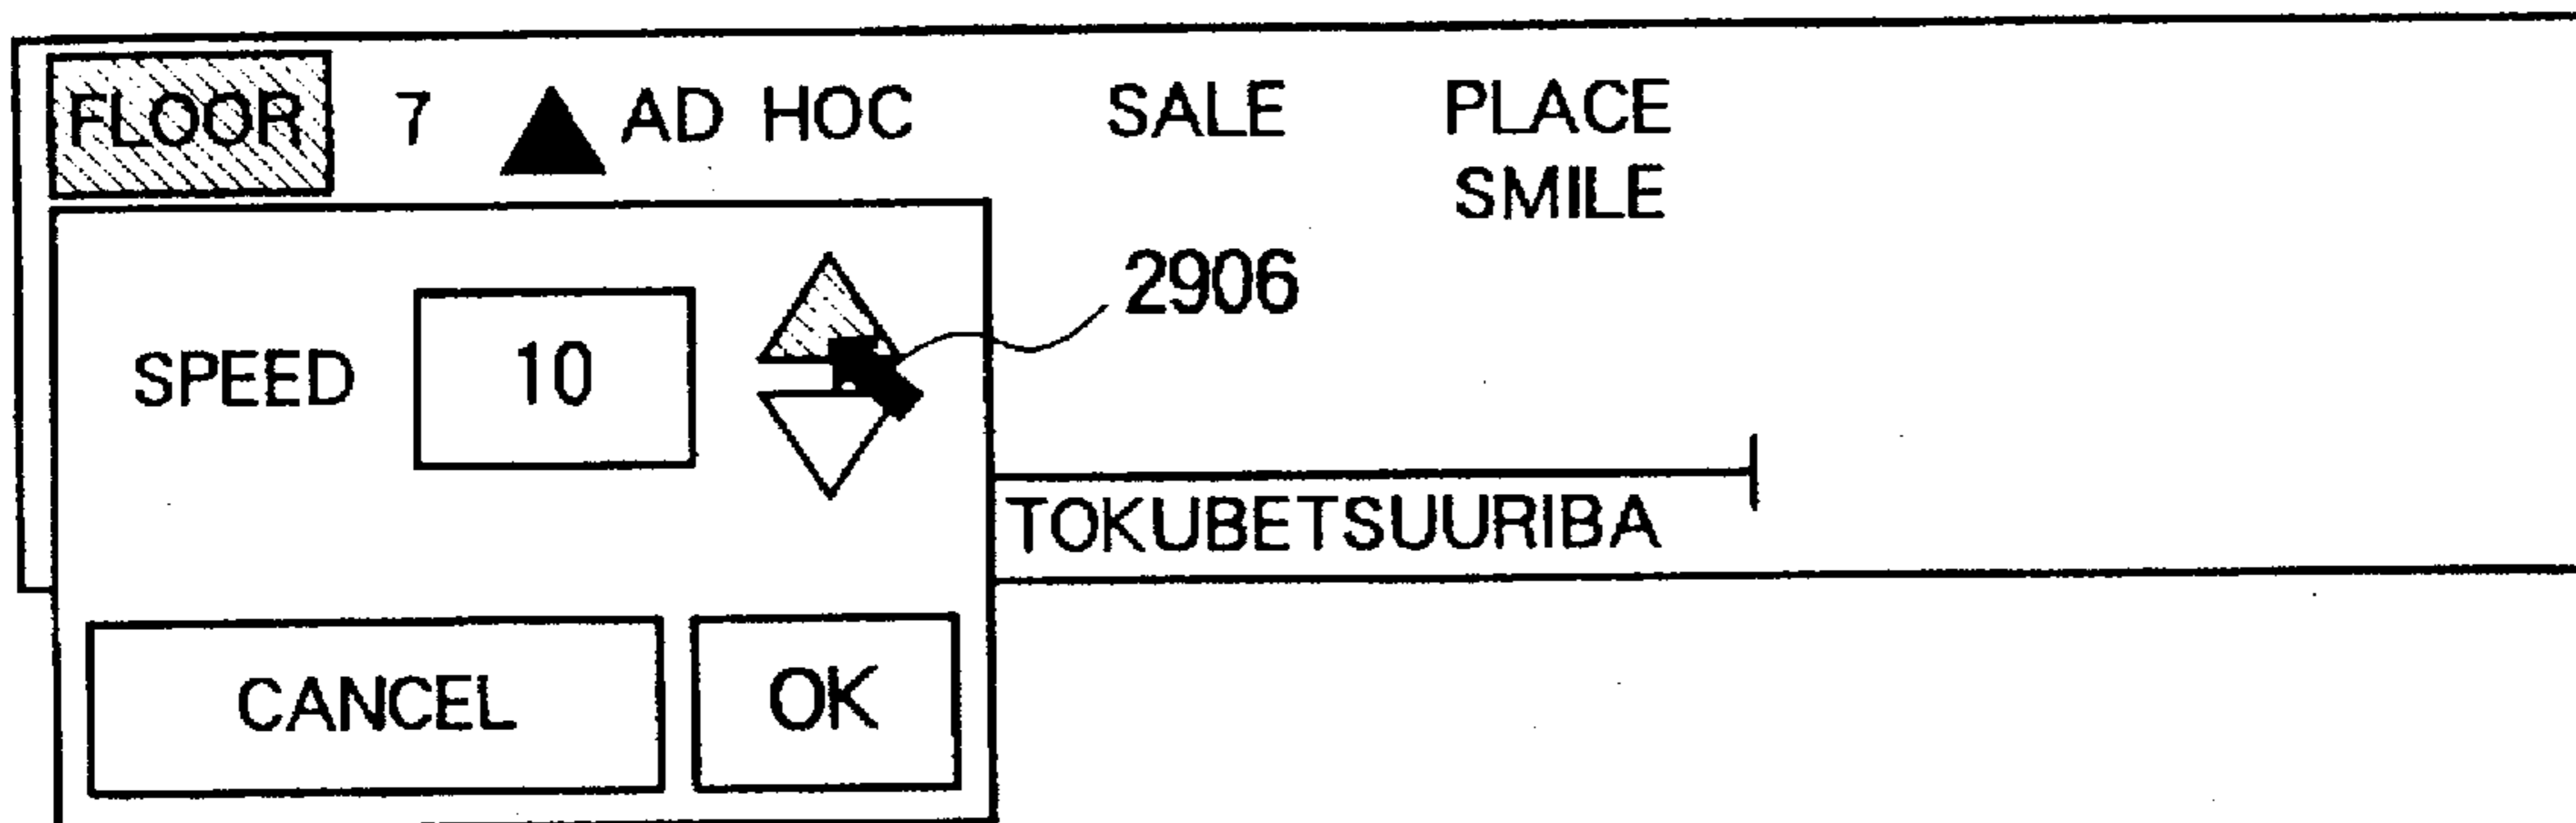 FLOOR 7 ▲ AD HOC SALE PLACE
SMILE
2906
SPEED 10
TOKUBETSUURIBA
CANCEL OK